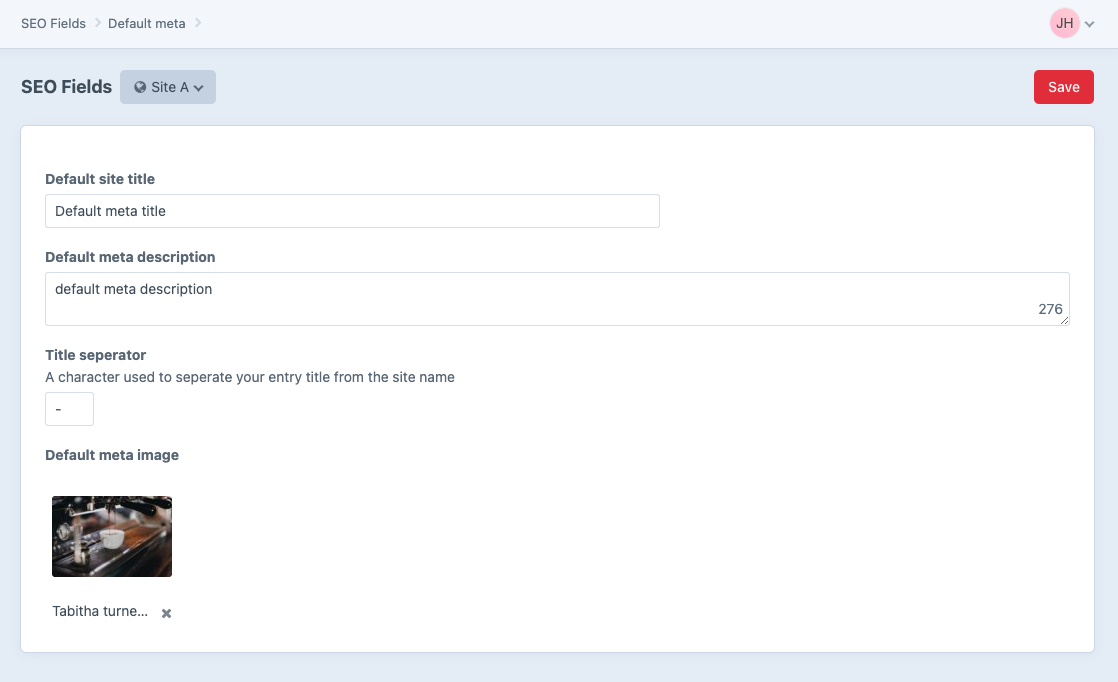 SEO Fields Default meta
JH
SEO Fields Site A
Save
Default site title
Default meta title
Default meta description
default meta description
276
Title seperator
A character used to seperate your entry title from the site name
-
Default meta image
Tabitha turne...